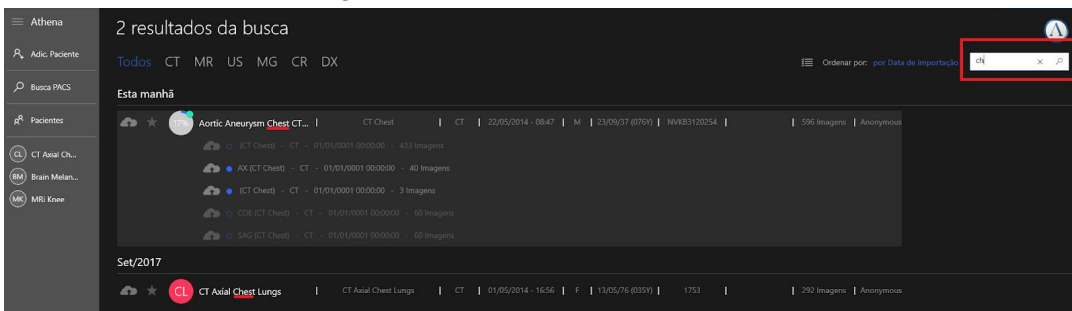 Athena
2 resultados da busca
Adic. Paciente
Todos CT MR US MG CR DX
Ordenar por: por Data de importação
ch
Busca PACS
Esta manhã
Pacientes
17% Aortic Aneurysm Chest CT... | CT Chest | CT | 22/05/2014 - 08:47 | M | 23/09/37 (076Y) | NVKB3120254 | | 596 Imagens | Anonymous
CL CT Axial Ch...
(CT Chest) - CT - 01/01/0001 00:00:00 - 433 Imagens
BM Brain Melan...
AX (CT Chest) - CT - 01/01/0001 00:00:00 - 40 Imagens
MK MRi Knee
(CT Chest) - CT - 01/01/0001 00:00:00 - 3 Imagens
COE (CT Chest) - CT - 01/01/0001 00:00:00 - 60 Imagens
SAG (CT Chest) - CT - 01/01/0001 00:00:00 - 60 Imagens
Set/2017
CL CT Axial Chest Lungs | CT Axial Chest Lungs | CT | 01/05/2014 - 16:56 | F | 13/05/76 (035Y) | 1753 | | 292 Imagens | Anonymous